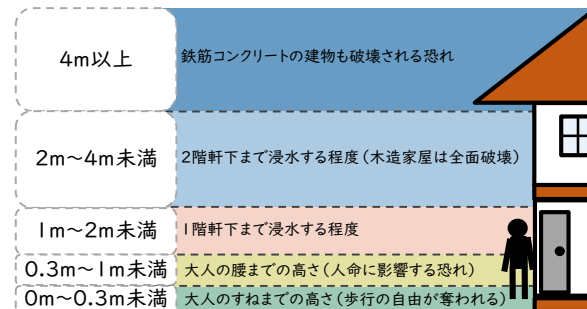 4m以上
鉄筋コンクリートの建物も破壊される恐れ
2m～4m未満
2階軒下まで浸水する程度(木造家屋は全面破壊)
1m～2m未満
1階軒下まで浸水する程度
0.3m～1m未満
大人の腰までの高さ(人命に影響する恐れ)
0m～0.3m未満
大人のすねまでの高さ(歩行の自由が奪われる)